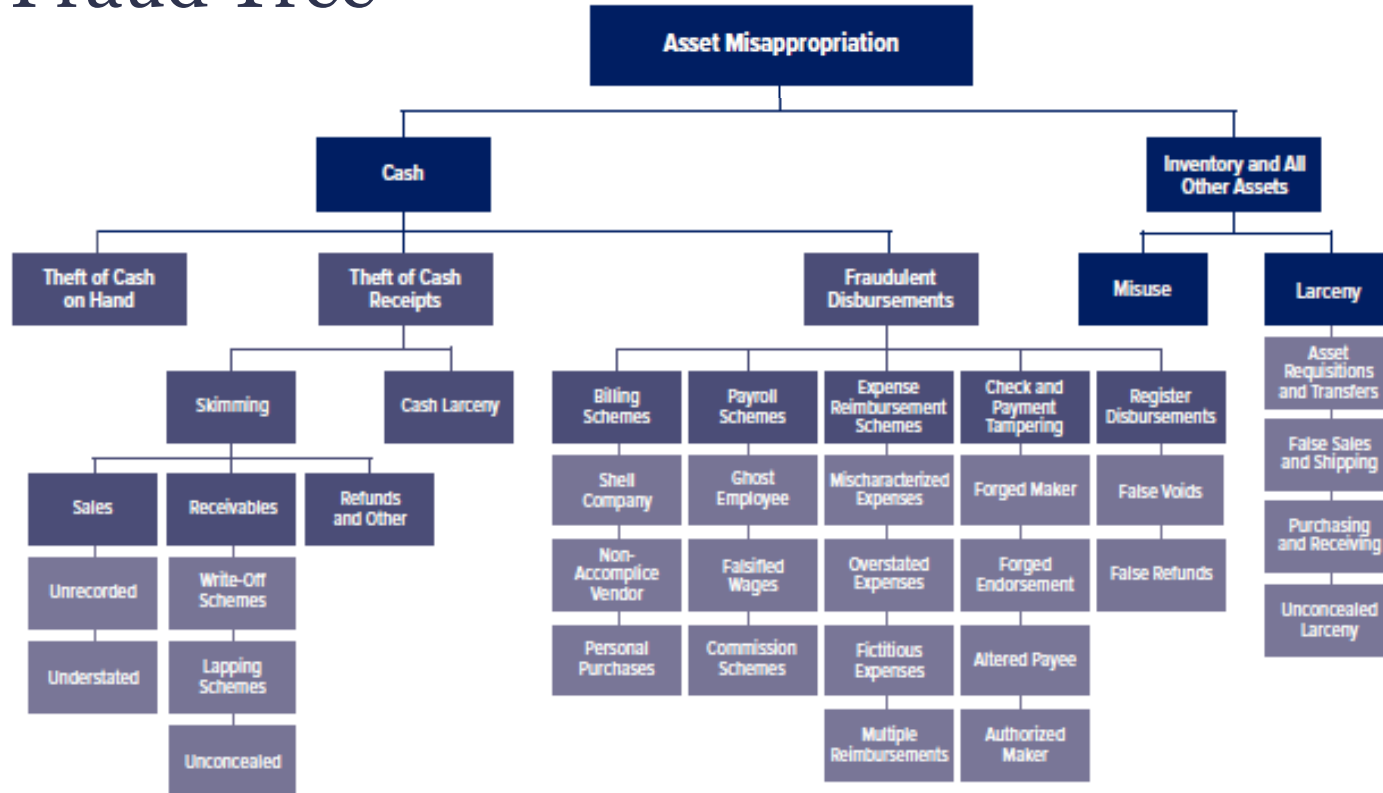 Fraud Tree
Asset Misappropriation
Cash
Inventory and All
Other Assets
Theft of Cash
on Hand
Theft of Cash
Receipts
Fraudulent
Disbursements
Misuse
Larceny
Skimming
Cash Larceny
Billing
Schemes
Payroll
Schemes
Expense
Reimbursement
Schemes
Check and
Payment
Tampering
Register
Disbursements
Asset
Requisitions
and Transfers
Sales
Receivables
Refunds
and Other
Shell
Company
Ghost
Employee
Mischaracterized
Expenses
Forged Maker
False Voids
False Sales
and Shipping
Unrecorded
Write-Off
Schemes
Non-
Accomplice
Vendor
Falsified
Wages
Overstated
Expenses
Forged
Endorsement
False Refunds
Purchasing
and Receiving
Understated
Lapping
Schemes
Personal
Purchases
Commission
Schemes
Fictitious
Expenses
Altered Payee
Unconcealed
Larceny
Unconcealed
Multiple
Reimbursements
Authorized
Maker